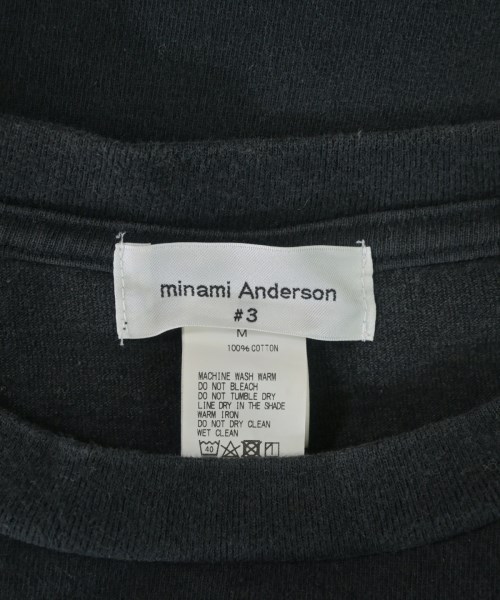 minami Anderson
#3
M
100% COTTON
MACHINE WASH WARM
DO NOT BLEACH
DO NOT TUMBLE DRY
LINE DRY IN THE SHADE
WARM IRON
DO NOT DRY CLEAN
WET CLEAN
40